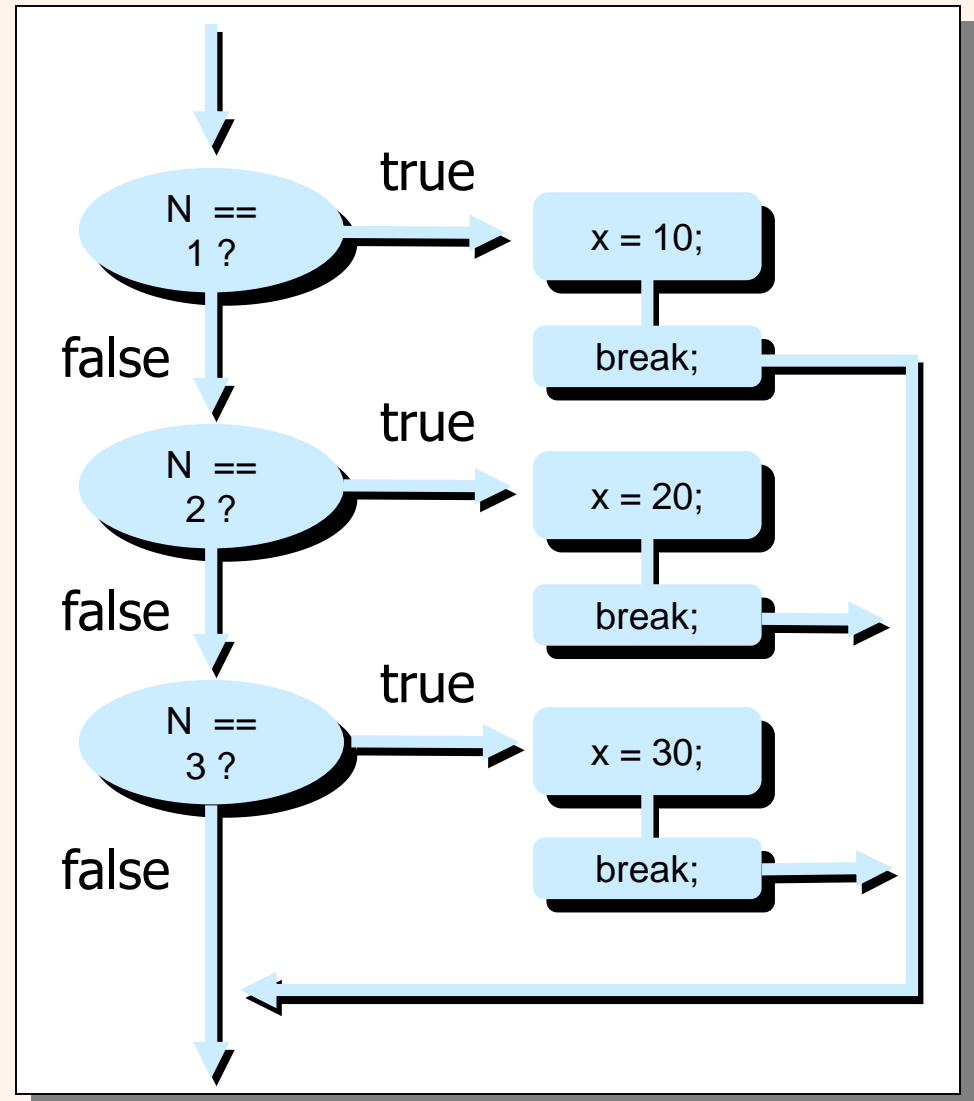 true
N ==
1 ?
x = 10;
false
break;
true
N ==
2 ?
x = 20;
false
break;
true
N ==
3 ?
x = 30;
false
break;